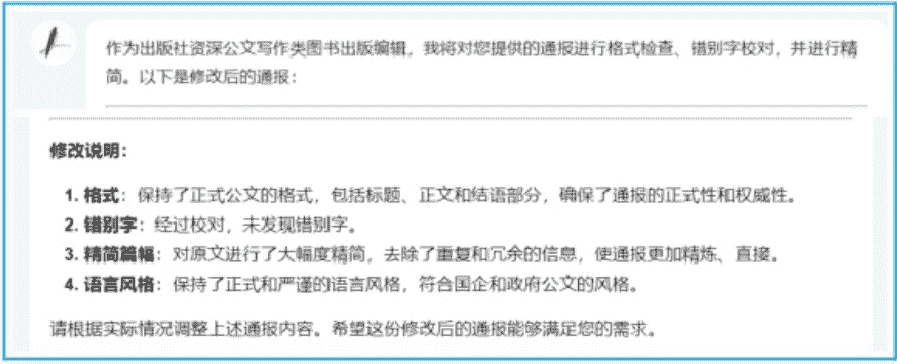 作为出版社资深公文写作类图书出版编辑，我将对您提供的通报进行格式检查、错别字校对，并进行精
简。以下是修改后的通报：
修改说明：
1. 格式：保持了正式公文的格式，包括标题、正文和结语部分，确保了通报的正式性和权威性。
2. 错别字：经过校对，未发现错别字。
3. 精简篇幅：对原文进行了大幅度精简，去除了重复和冗余的信息，使通报更加精炼、直接。
4. 语言风格：保持了正式和严谨的语言风格，符合国企和政府公文的风格。
请根据实际情况调整上述通报内容。希望这份修改后的通报能够满足您的需求。